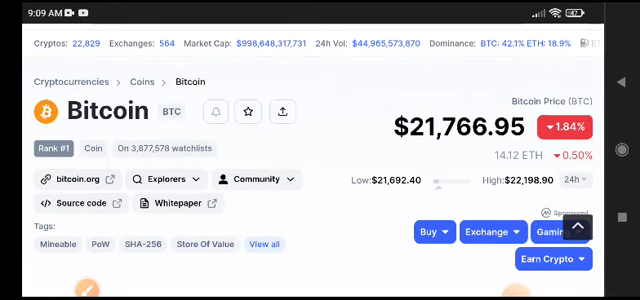 9:09 AM
47
Cryptos: 22,829 Exchanges: 564 Market Cap: $998,648,317,731 24h Vol: $44,965,573,870 Dominance: BTC: 42.1% ETH: 18.9%
Cryptocurrencies > Coins > Bitcoin
Bitcoin BTC
Rank #1 Coin On 3,877,578 watchlists
bitcoin.org Explorers Community
Source code Whitepaper
Tags:
Mineable PoW SHA-256 Store Of Value View all
Bitcoin Price (BTC)
$21,766.95 1.84%
14.12 ETH 0.50%
Low: $21,692.40 High: $22,198.90 24h
Sponsored
Buy Exchange Gaming
Earn Crypto